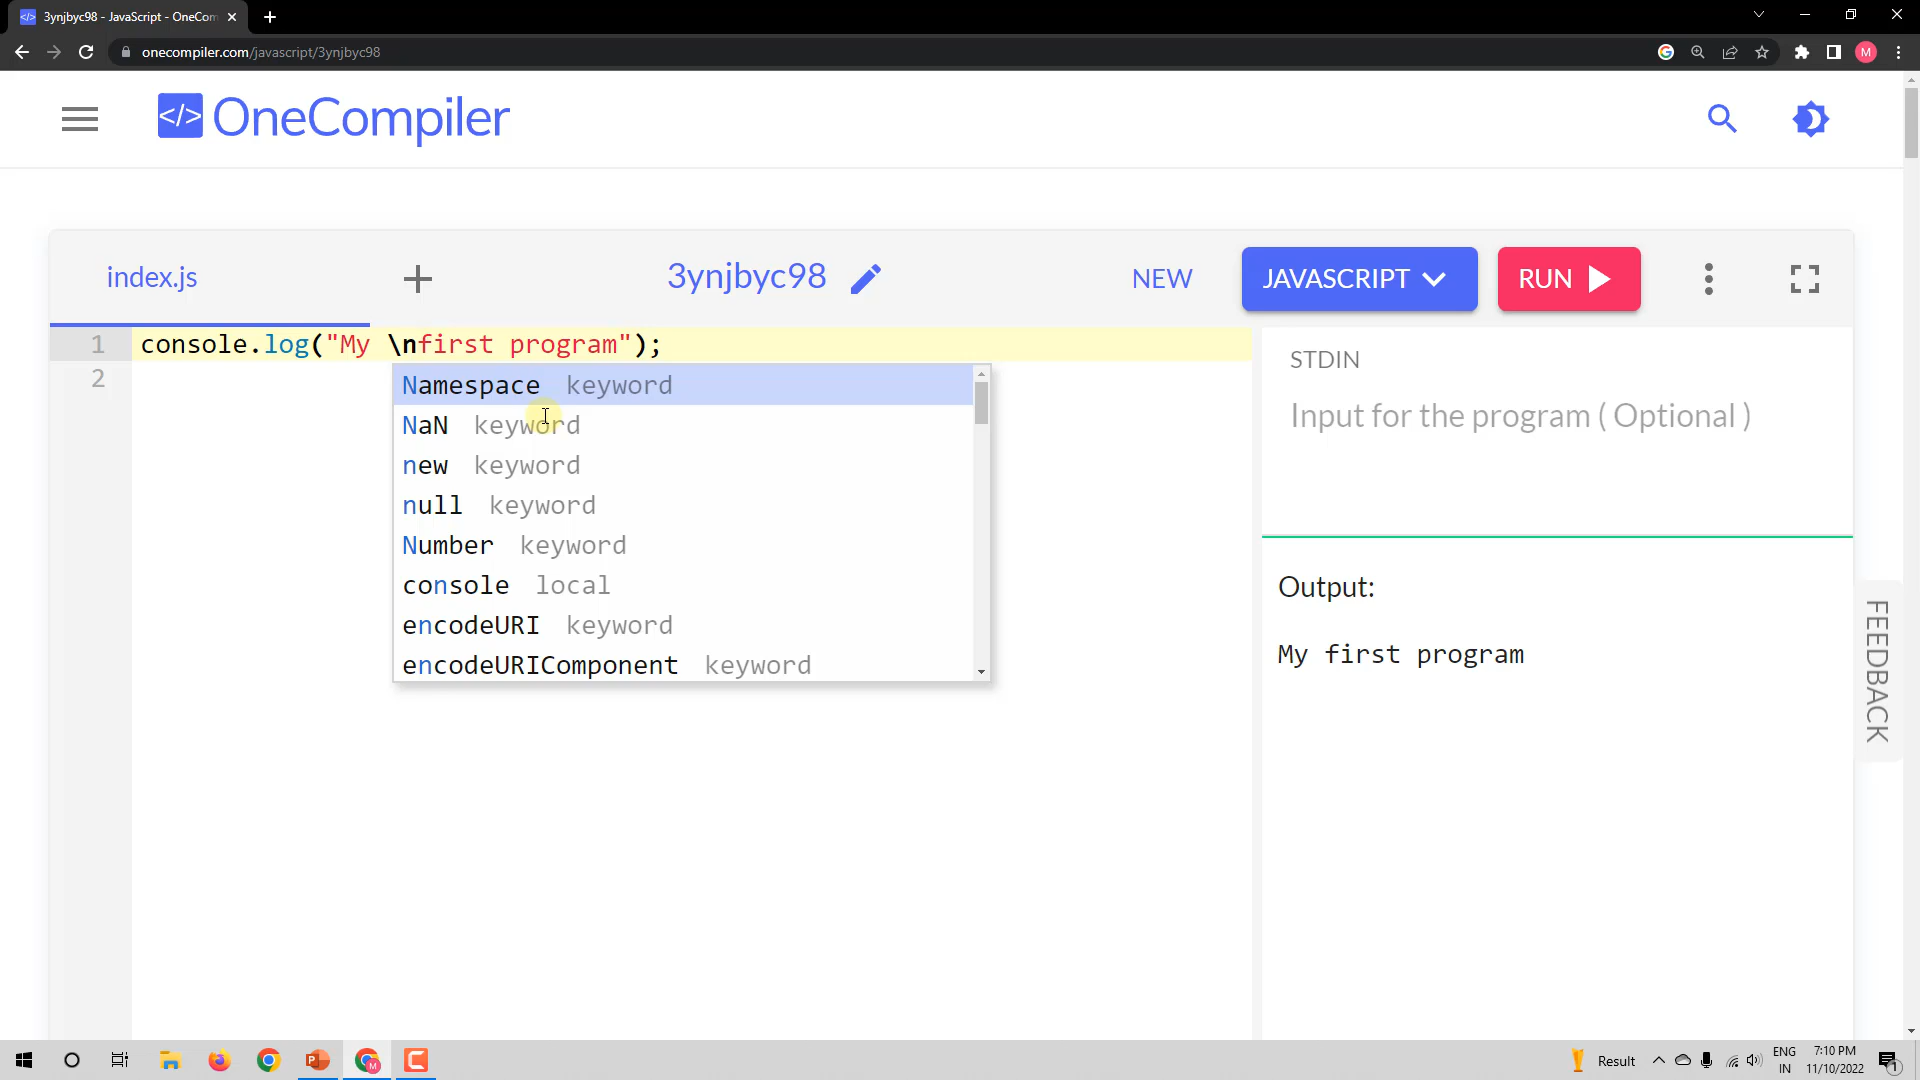 3ynjbyc98 - JavaScript - OneCom
onecompiler.com/javascript/3ynjbyc98
M
</> OneCompiler
index.js
3ynjbyc98
NEW
JAVASCRIPT
RUN
1 console.log("My \nfirst program");
2
Namespace keyword
NaN keyword
new keyword
null keyword
Number keyword
console local
encodeURI keyword
encodeURIComponent keyword
STDIN
Input for the program ( Optional )
Output:
My first program
FEEDBACK
Result
ENG
IN
7:10 PM
11/10/2022
1